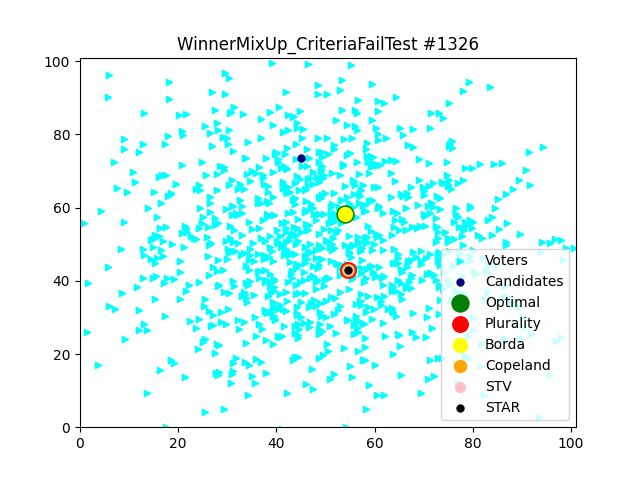 WinnerMixUp_CriteriaFailTest #1326
100
80
60
40
20
0
0 20 40 60 80 100
Voters
Candidates
Optimal
Plurality
Borda
Copeland
STV
STAR